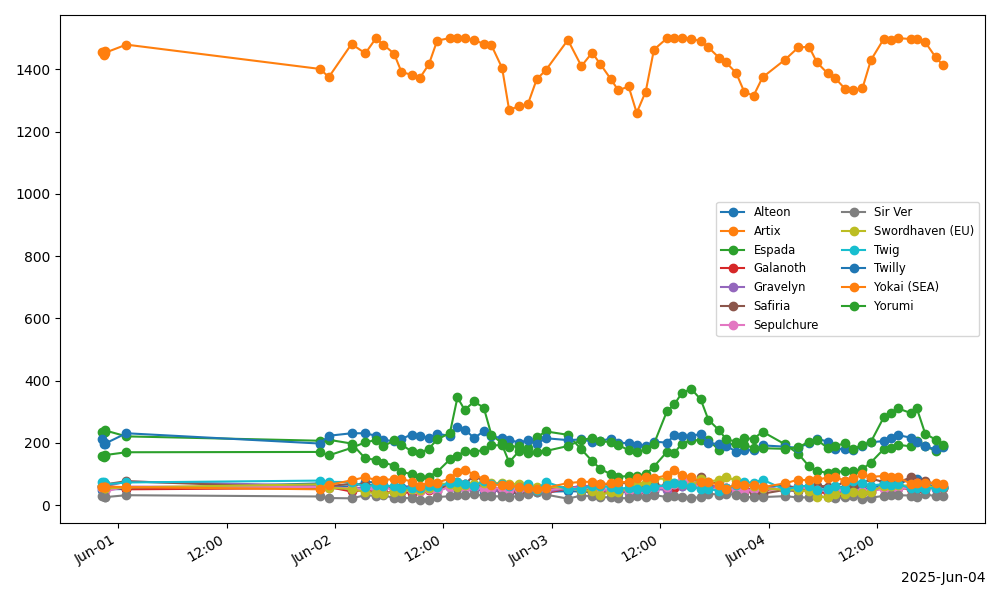 1400
1200
1000
800
600
400
200
0
Alteon
Artix
Espada
Galanoth
Gravelyn
Safiria
Sepulchure
Sir Ver
Swordhaven (EU)
Twig
Twilly
Yokai (SEA)
Yorumi
Jun-01
12:00
Jun-02
12:00
Jun-03
12:00
Jun-04
12:00
2025-Jun-04